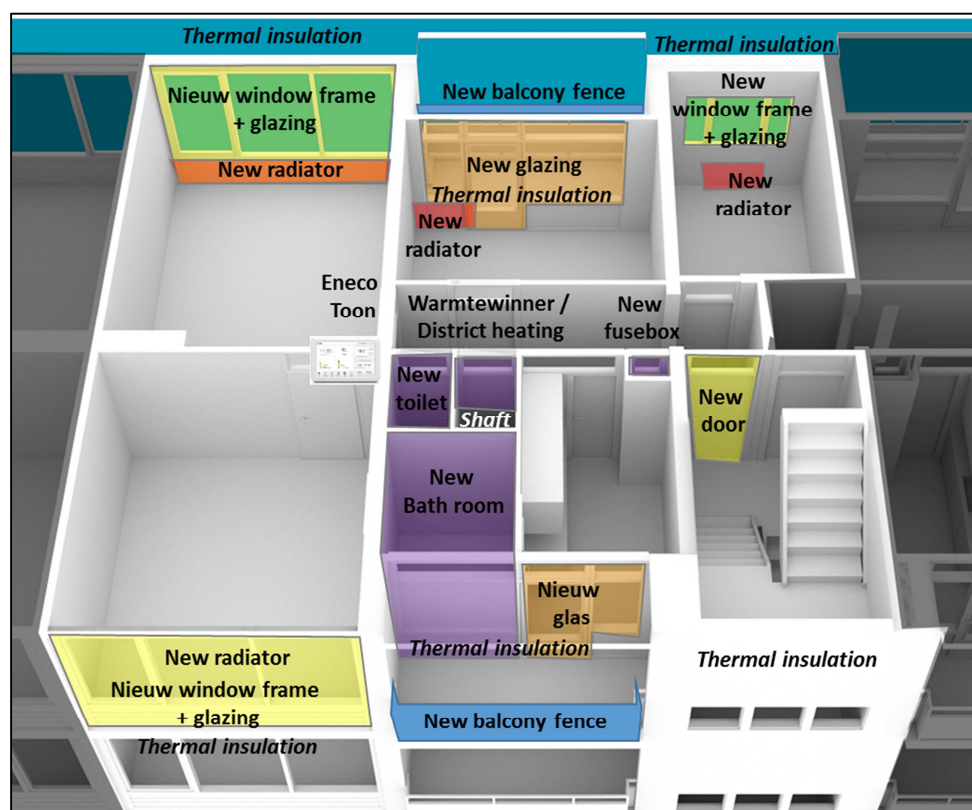 Thermal insulation
Thermal insulation
Nieuw window frame
+ glazing
New balcony fence
New
window frame
+ glazing
New radiator
New glazing
Thermal insulation
New
radiator
New
radiator
Eneco
Toon
Warmtewinner /
District heating
New
fusebox
New
toilet
Shaft
New
door
New
Bath room
Nieuw
glas
Thermal insulation
New radiator
Nieuw window frame
+ glazing
Thermal insulation
New balcony fence
Thermal insulation